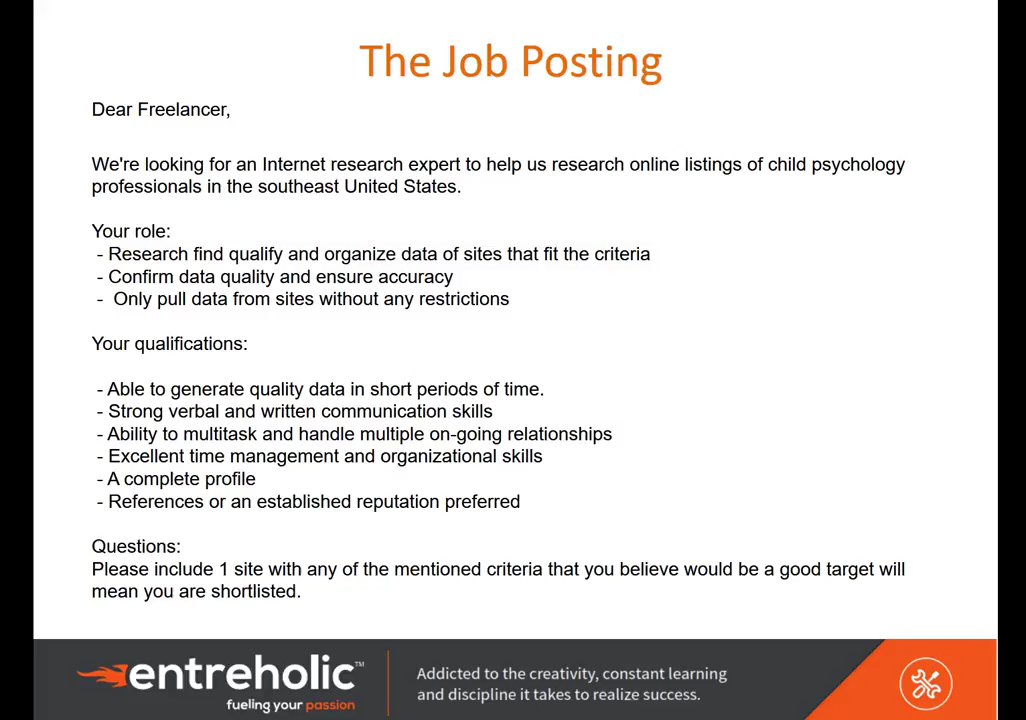 The Job Posting
Dear Freelancer,
We're looking for an Internet research expert to help us research online listings of child psychology
professionals in the southeast United States.
Your role:
- Research find qualify and organize data of sites that fit the criteria
- Confirm data quality and ensure accuracy
- Only pull data from sites without any restrictions
Your qualifications:
- Able to generate quality data in short periods of time.
- Strong verbal and written communication skills
- Ability to multitask and handle multiple on-going relationships
- Excellent time management and organizational skills
- A complete profile
- References or an established reputation preferred
Questions:
Please include 1 site with any of the mentioned criteria that you believe would be a good target will
mean you are shortlisted.
entreholic™
fueling your passion
Addicted to the creativity, constant learning
and discipline it takes to realize success.